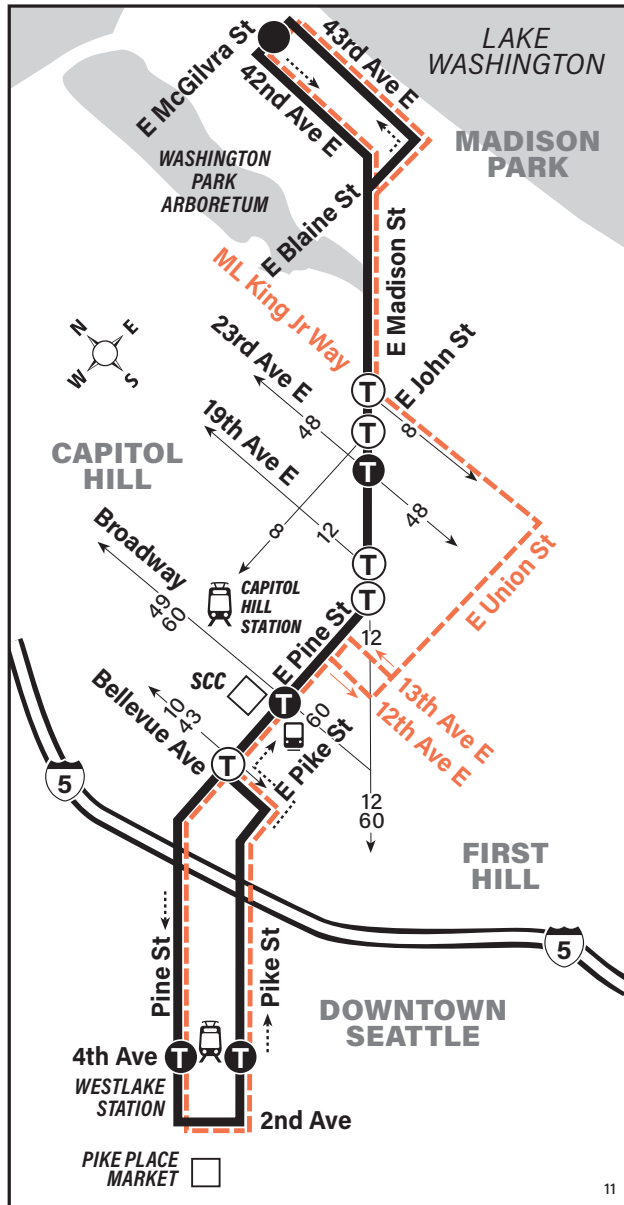 LAKE
WASHINGTON
43rd Ave E
E McGilvra St
42nd Ave E
MADISON
PARK
WASHINGTON
PARK
ARBORETUM
E Blaine St
E Madison St
ML King Jr Way
N
E
W
S
23rd Ave E
E John St
T
8
48
T
19th Ave E
T
48
CAPITOL
HILL
8
12
Broadway
T
E Union St
49
60
CAPITOL
HILL
STATION
T
12
E Pine St
SCC
13th Ave E
12th Ave E
T
60
Bellevue Ave
10
43
E Pike St
T
5
12
60
FIRST
HILL
5
Pine St
Pike St
DOWNTOWN
SEATTLE
4th Ave
T
T
WESTLAKE
STATION
2nd Ave
PIKE PLACE
MARKET
11